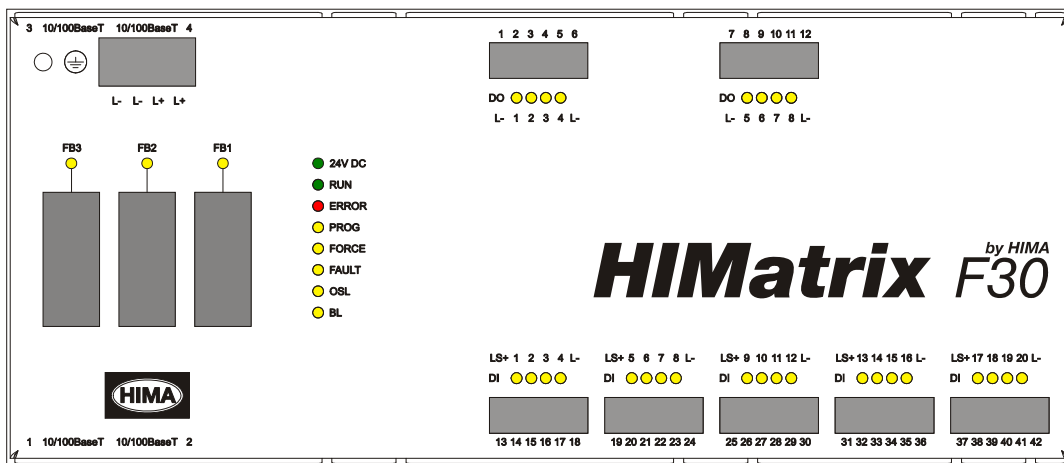 3 10/100BaseT 10/100BaseT 4
L- L- L+ L+
1 2 3 4 5 6
DO
L- 1 2 3 4 L-
7 8 9 10 11 12
DO
L- 5 6 7 8 L-
FB3 FB2 FB1
24V DC
RUN
ERROR
PROG
FORCE
FAULT
OSL
BL
HIMatrix by HIMA F30
HIMA
LS+ 1 2 3 4 L-
DI
13 14 15 16 17 18
LS+ 5 6 7 8 L-
DI
19 20 21 22 23 24
LS+ 9 10 11 12 L-
DI
25 26 27 28 29 30
LS+ 13 14 15 16 L-
DI
31 32 33 34 35 36
LS+ 17 18 19 20 L-
DI
37 38 39 40 41 42
1 10/100BaseT 10/100BaseT 2